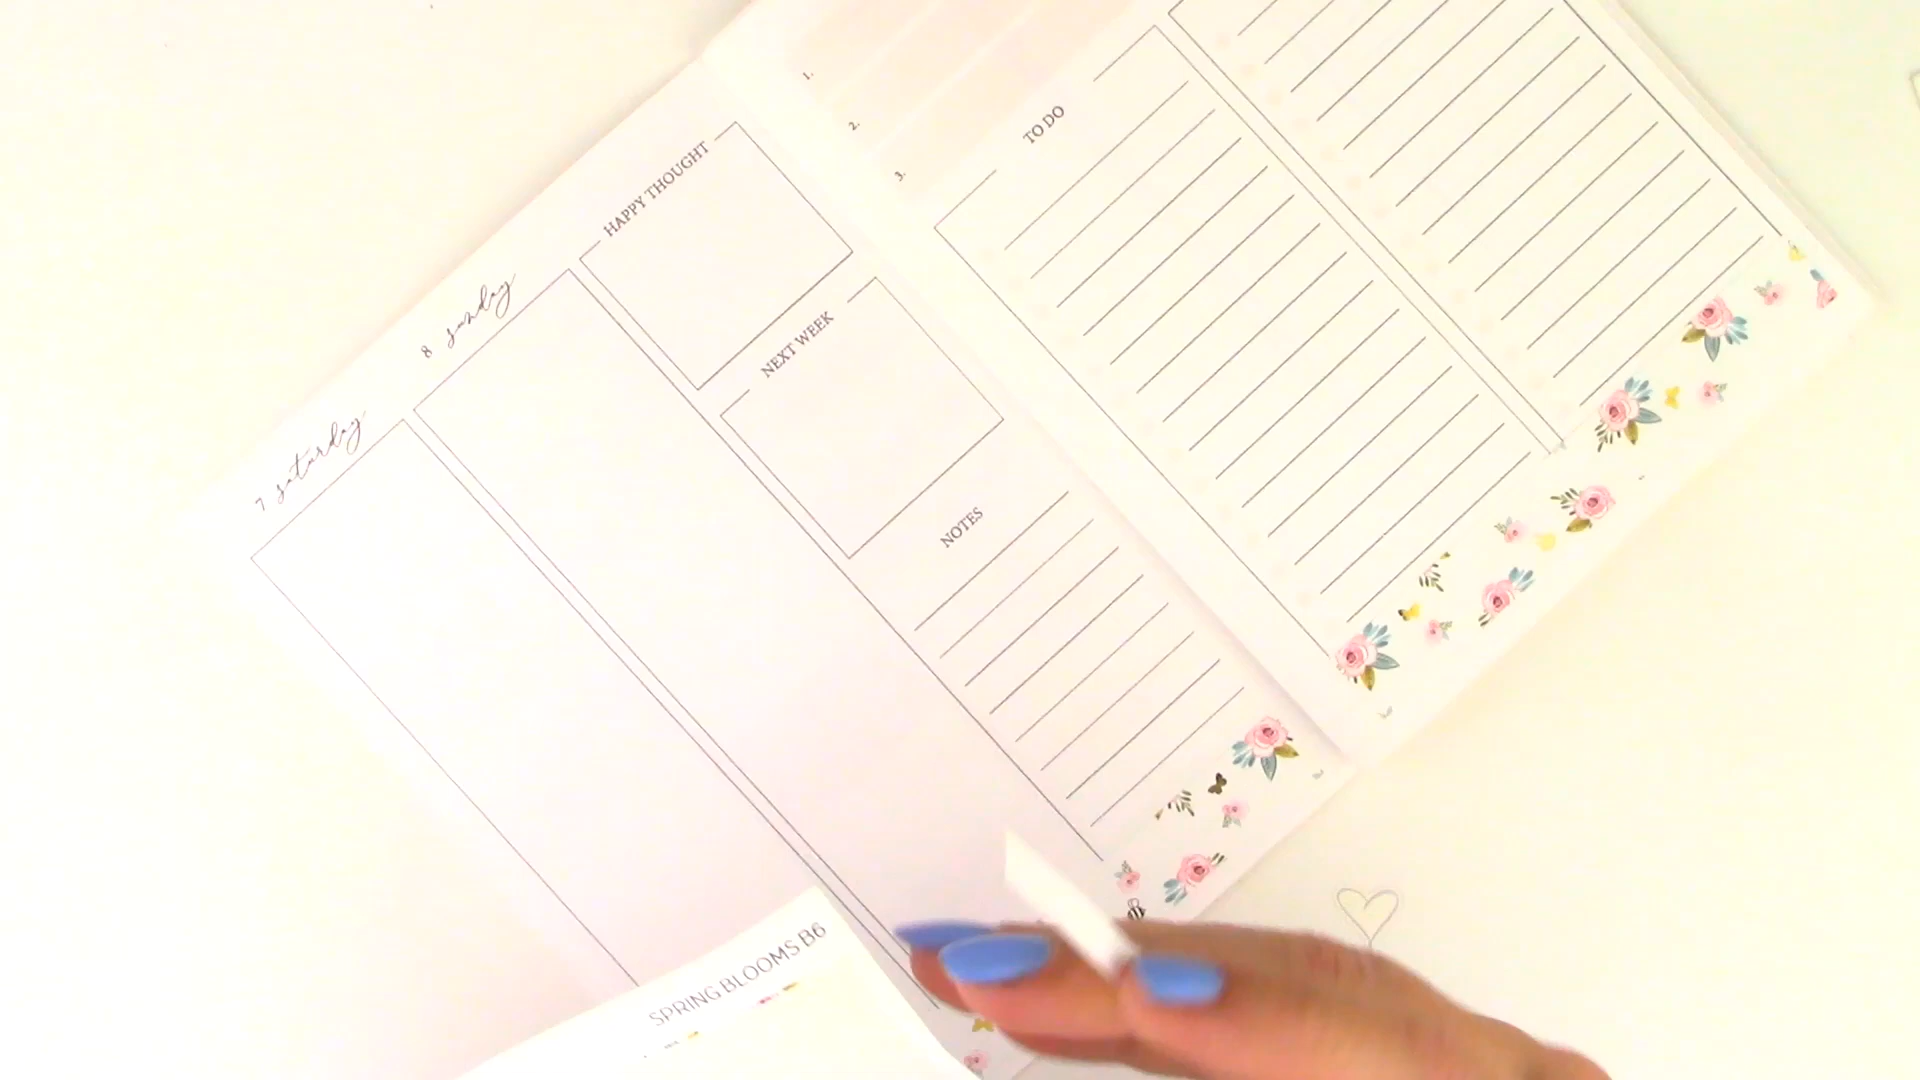 7 saturday
8 sunday
HAPPY THOUGHT
NEXT WEEK
NOTES
1.
2.
3.
TO DO
SPRING BLOOMS B6